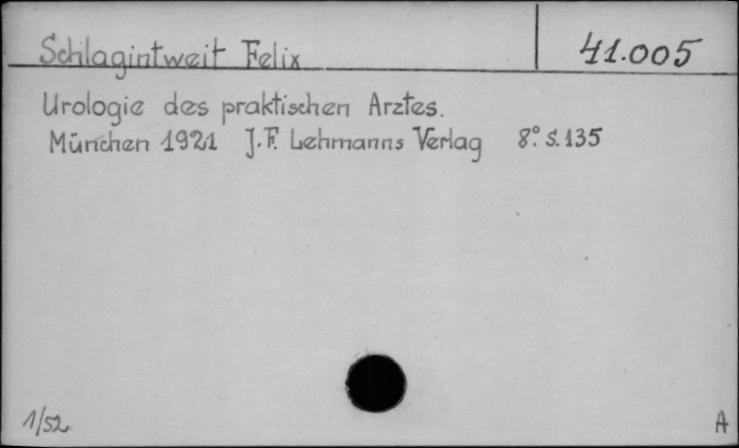 Schlagintweit Felix 41.005
Urologie des praktischen Arztes.
München 1921 J.F. Lehmanns Verlag 8° S.135
1/52 A